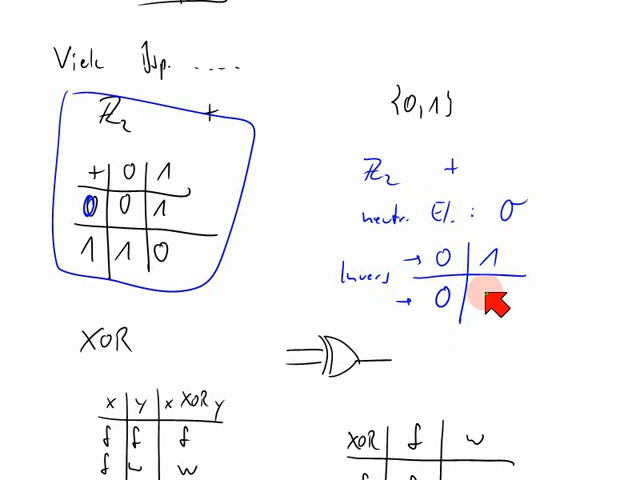 Viele Bsp. ....
ℤ₂ +
+ 0 1
0 0 1
1 1 0
{0,1}
ℤ₂ +
neutr. El. : 0
Invers → 0 1
→ 0
XOR
x y x XOR y
f f f
f w w
XOR f w